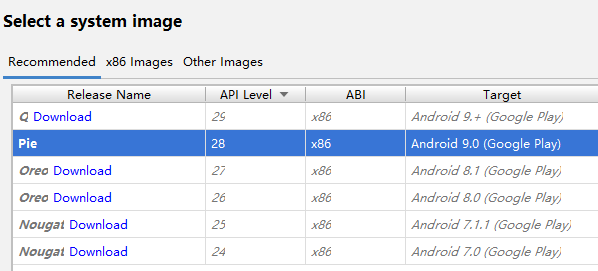 Select a system image
Recommended x86 Images Other Images
Release Name API Level ABI Target
Q Download 29 x86 Android 9.+ (Google Play)
Pie 28 x86 Android 9.0 (Google Play)
Oreo Download 27 x86 Android 8.1 (Google Play)
Oreo Download 26 x86 Android 8.0 (Google Play)
Nougat Download 25 x86 Android 7.1.1 (Google Play)
Nougat Download 24 x86 Android 7.0 (Google Play)